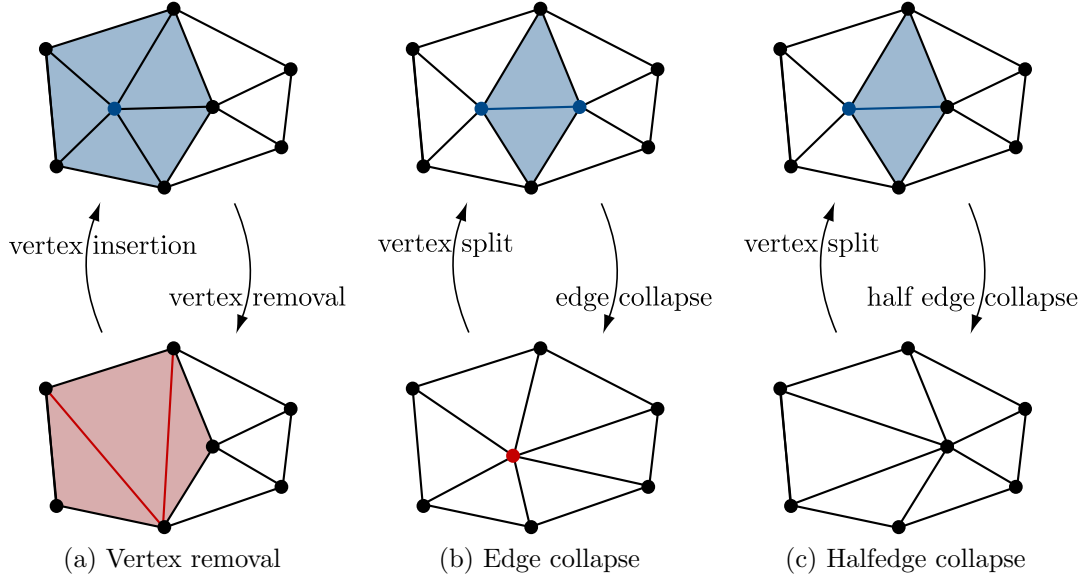 vertex insertion
vertex removal
(a) Vertex removal
vertex split
edge collapse
(b) Edge collapse
vertex split
half edge collapse
(c) Halfedge collapse